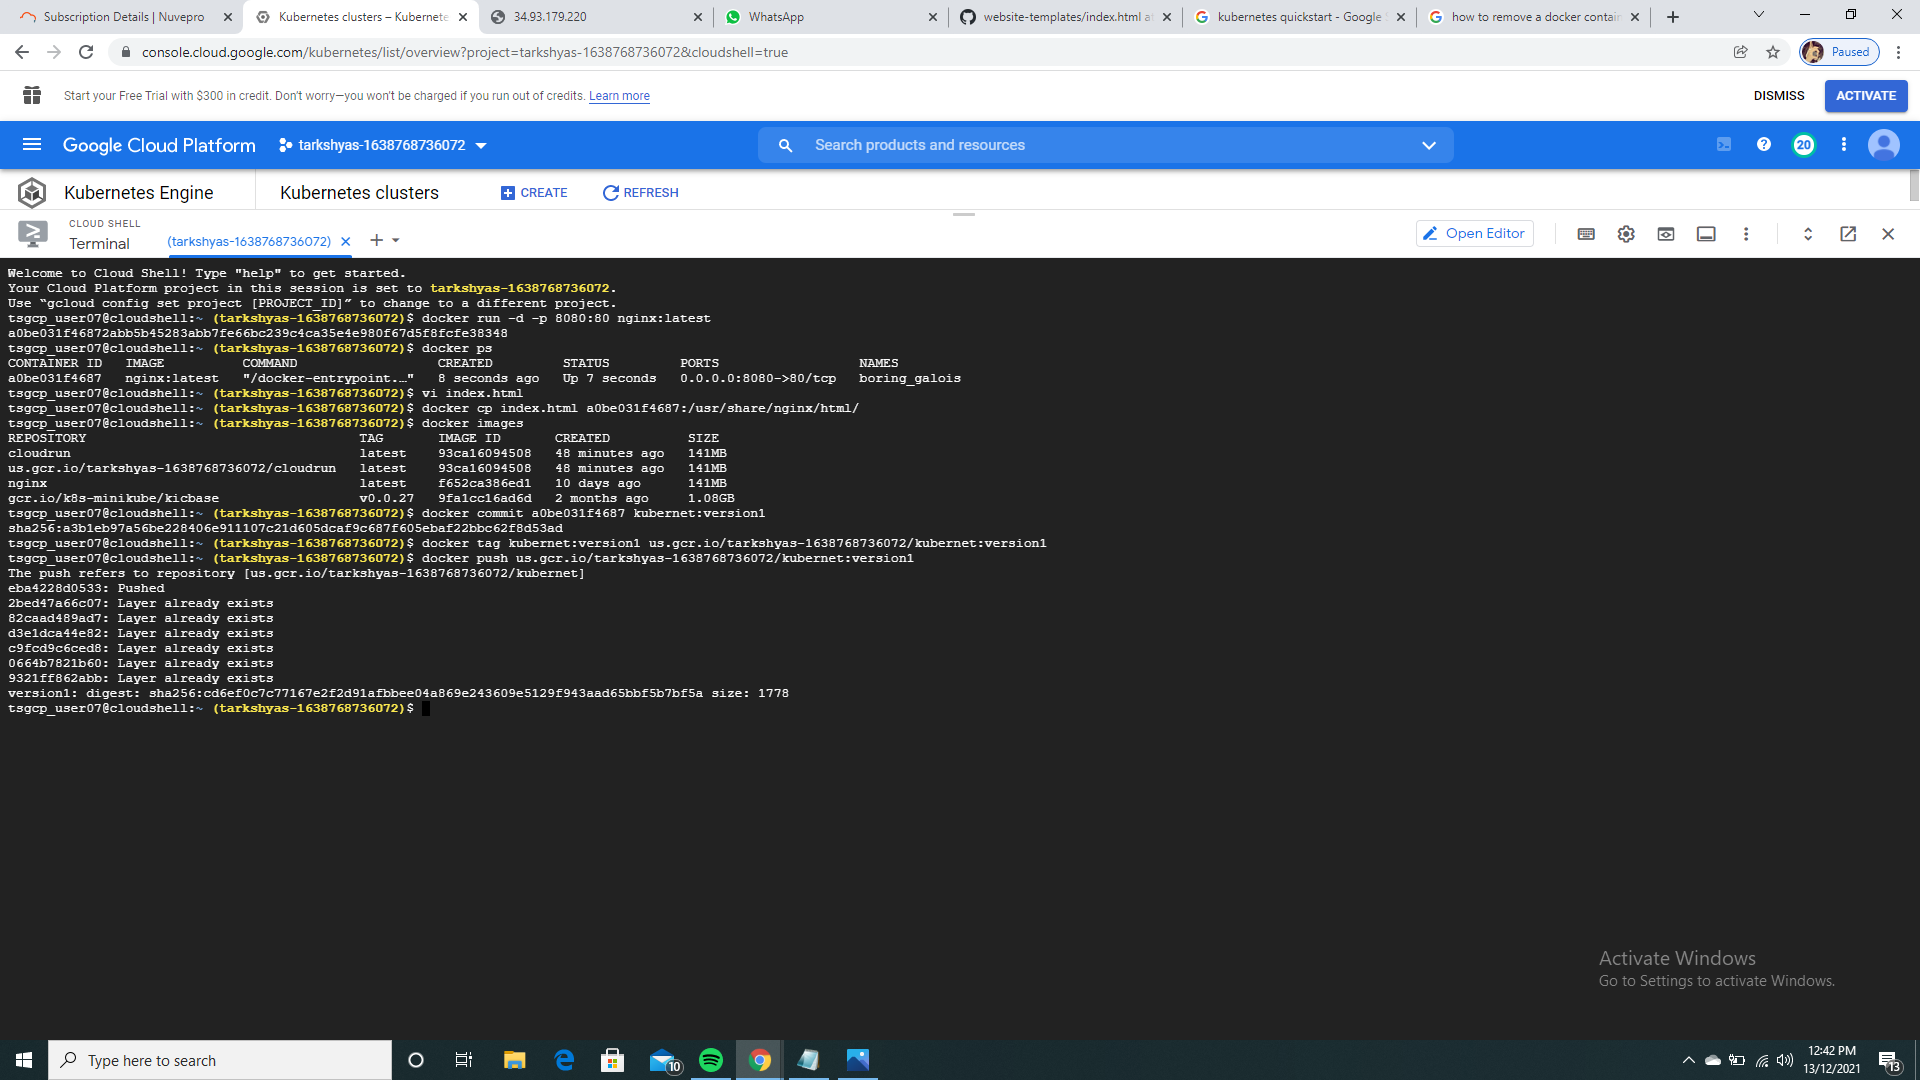 Subscription Details | Nuvepro
Kubernetes clusters – Kubernete
34.93.179.220
WhatsApp
website-templates/index.html at
kubernetes quickstart - Google S
how to remove a docker contain
console.cloud.google.com/kubernetes/list/overview?project=tarkshyas-1638768736072&cloudshell=true
Paused
Start your Free Trial with $300 in credit. Don't worry—you won't be charged if you run out of credits. Learn more
DISMISS
ACTIVATE
Google Cloud Platform
tarkshyas-1638768736072
Search products and resources
20
Kubernetes Engine
Kubernetes clusters
CREATE
REFRESH
CLOUD SHELL
Terminal
(tarkshyas-1638768736072)
Open Editor
Welcome to Cloud Shell! Type "help" to get started.
Your Cloud Platform project in this session is set to tarkshyas-1638768736072.
Use “gcloud config set project [PROJECT_ID]” to change to a different project.
tsgcp_user07@cloudshell:~ (tarkshyas-1638768736072)$ docker run -d -p 8080:80 nginx:latest
a0be031f46872abb5b45283abb7fe66bc239c4ca35e4e980f67d5f8fcfe38348
tsgcp_user07@cloudshell:~ (tarkshyas-1638768736072)$ docker ps
CONTAINER ID IMAGE COMMAND CREATED STATUS PORTS NAMES
a0be031f4687 nginx:latest "/docker-entrypoint.…" 8 seconds ago Up 7 seconds 0.0.0.0:8080->80/tcp boring_galois
tsgcp_user07@cloudshell:~ (tarkshyas-1638768736072)$ vi index.html
tsgcp_user07@cloudshell:~ (tarkshyas-1638768736072)$ docker cp index.html a0be031f4687:/usr/share/nginx/html/
tsgcp_user07@cloudshell:~ (tarkshyas-1638768736072)$ docker images
REPOSITORY TAG IMAGE ID CREATED SIZE
cloudrun latest 93ca16094508 48 minutes ago 141MB
us.gcr.io/tarkshyas-1638768736072/cloudrun latest 93ca16094508 48 minutes ago 141MB
nginx latest f652ca386ed1 10 days ago 141MB
gcr.io/k8s-minikube/kicbase v0.0.27 9fa1cc16ad6d 2 months ago 1.08GB
tsgcp_user07@cloudshell:~ (tarkshyas-1638768736072)$ docker commit a0be031f4687 kubernet:version1
sha256:a3b1eb97a56be228406e911107c21d605dcaf9c687f605ebaf22bbc62f8d53ad
tsgcp_user07@cloudshell:~ (tarkshyas-1638768736072)$ docker tag kubernet:version1 us.gcr.io/tarkshyas-1638768736072/kubernet:version1
tsgcp_user07@cloudshell:~ (tarkshyas-1638768736072)$ docker push us.gcr.io/tarkshyas-1638768736072/kubernet:version1
The push refers to repository [us.gcr.io/tarkshyas-1638768736072/kubernet]
eba4228d0533: Pushed
2bed47a66c07: Layer already exists
82caad489ad7: Layer already exists
d3e1dca44e82: Layer already exists
c9fcd9c6ced8: Layer already exists
0664b7821b60: Layer already exists
9321ff862abb: Layer already exists
version1: digest: sha256:cd6ef0c7c77167e2f2d91afbbee04a869e243609e5129f943aad65bbf5b7bf5a size: 1778
tsgcp_user07@cloudshell:~ (tarkshyas-1638768736072)$
Activate Windows
Go to Settings to activate Windows.
Type here to search
10
12:42 PM
13/12/2021
13